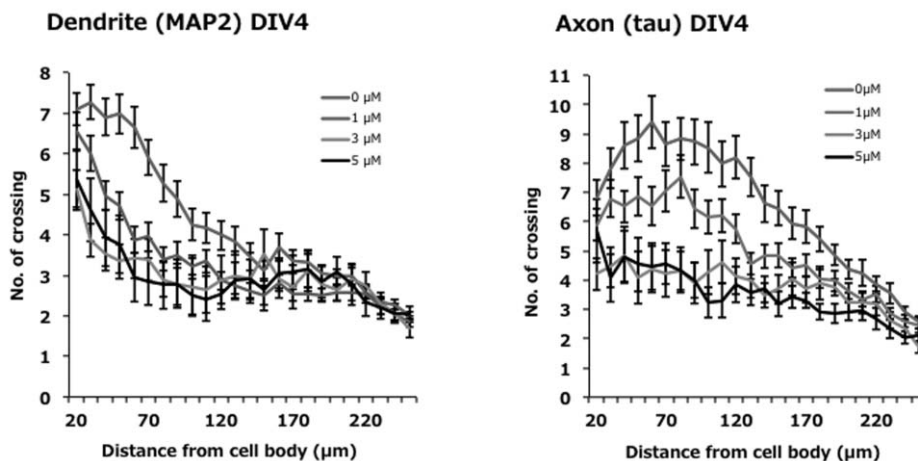 Dendrite (MAP2) DIV4
8
7
6
5
4
3
2
1
0
No. of crossing
0 μM
1 μM
3 μM
5 μM
20 70 120 170 220
Distance from cell body (μm)
Axon (tau) DIV4
11
10
9
8
7
6
5
4
3
2
1
0
No. of crossing
0μM
1μM
3μM
5μM
20 70 120 170 220
Distance from cell body (μm)